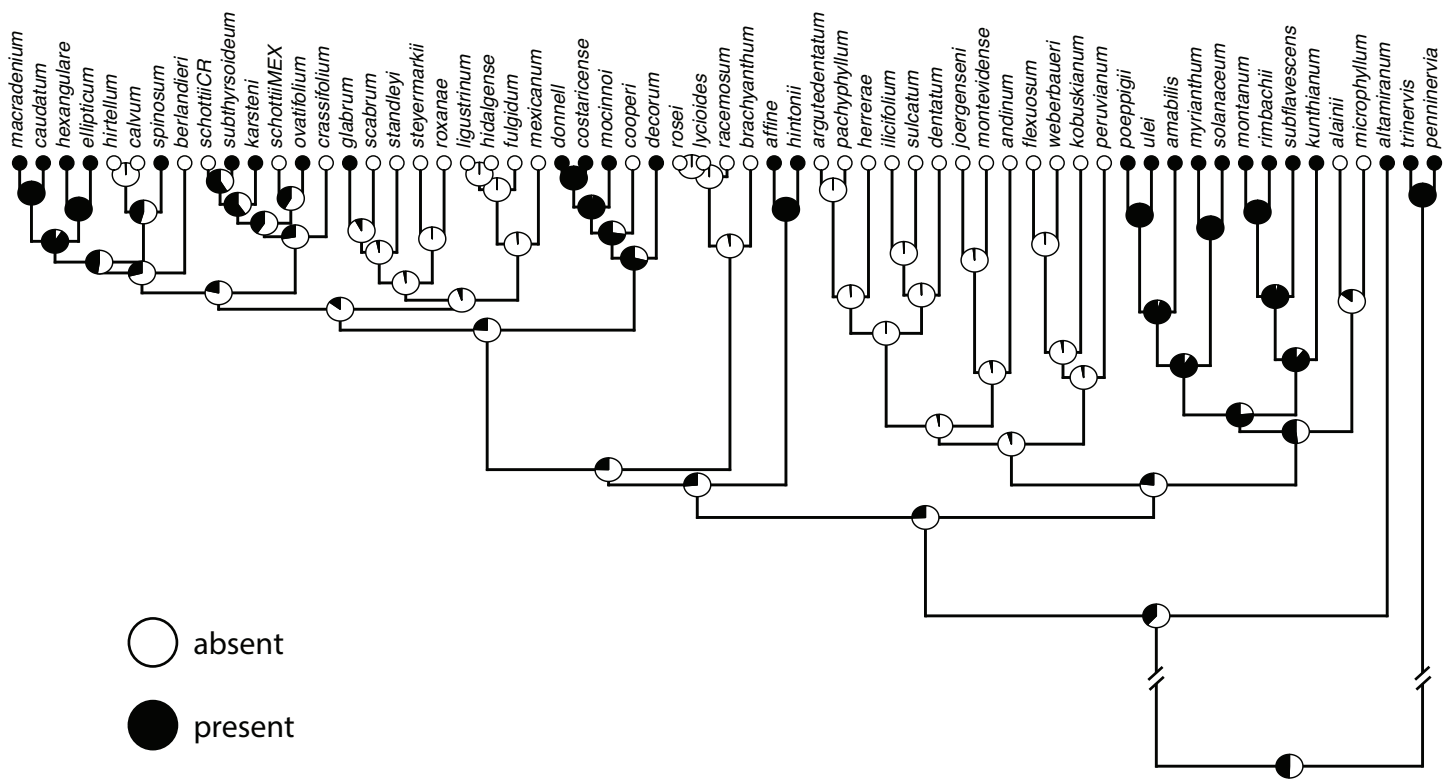 macradenium
caudatum
hexangulare
ellipticum
hirtellum
calvum
spinosum
berlandieri
schottiiCR
subthyrsoideum
karsteni
schottiiMEX
ovatifolium
crassifolium
glabrum
scabrum
standleyi
steyermarkii
roxanae
ligustrinum
hidalgense
fulgidum
mexicanum
donnell
costaricense
mocinnoi
cooperi
decorum
rosei
lycioides
racemosum
brachyanthum
affine
hintonii
argutedentatum
pachyphyllum
herrerae
ilicifolium
sulcatum
dentatum
joergenseni
montevidense
andinum
flexuosum
weberbaueri
kobuskianum
peruvianum
poeppigii
ulei
amabilis
myrianthum
solanaceum
montanum
rimbachii
subflavescens
kunthianum
alainii
microphyllum
altamiranum
trinervis
penninervia
absent
present